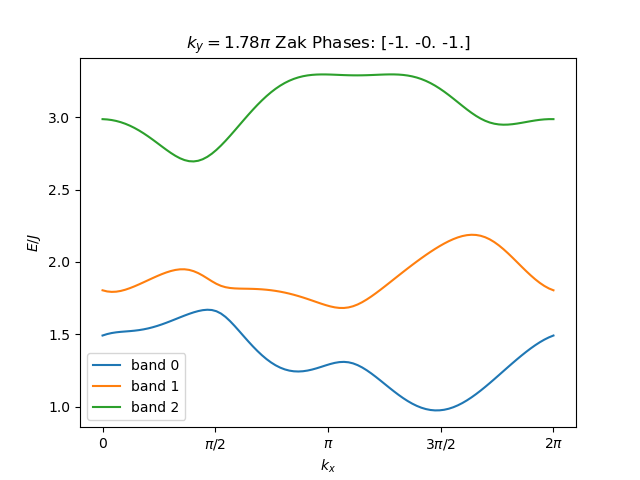 $k_y = 1.78\pi$ Zak Phases: [-1. -0. -1.]
3.0
2.5
2.0
1.5
1.0
E/J
band 0
band 1
band 2
0
π/2
π
3π/2
2π
$k_x$